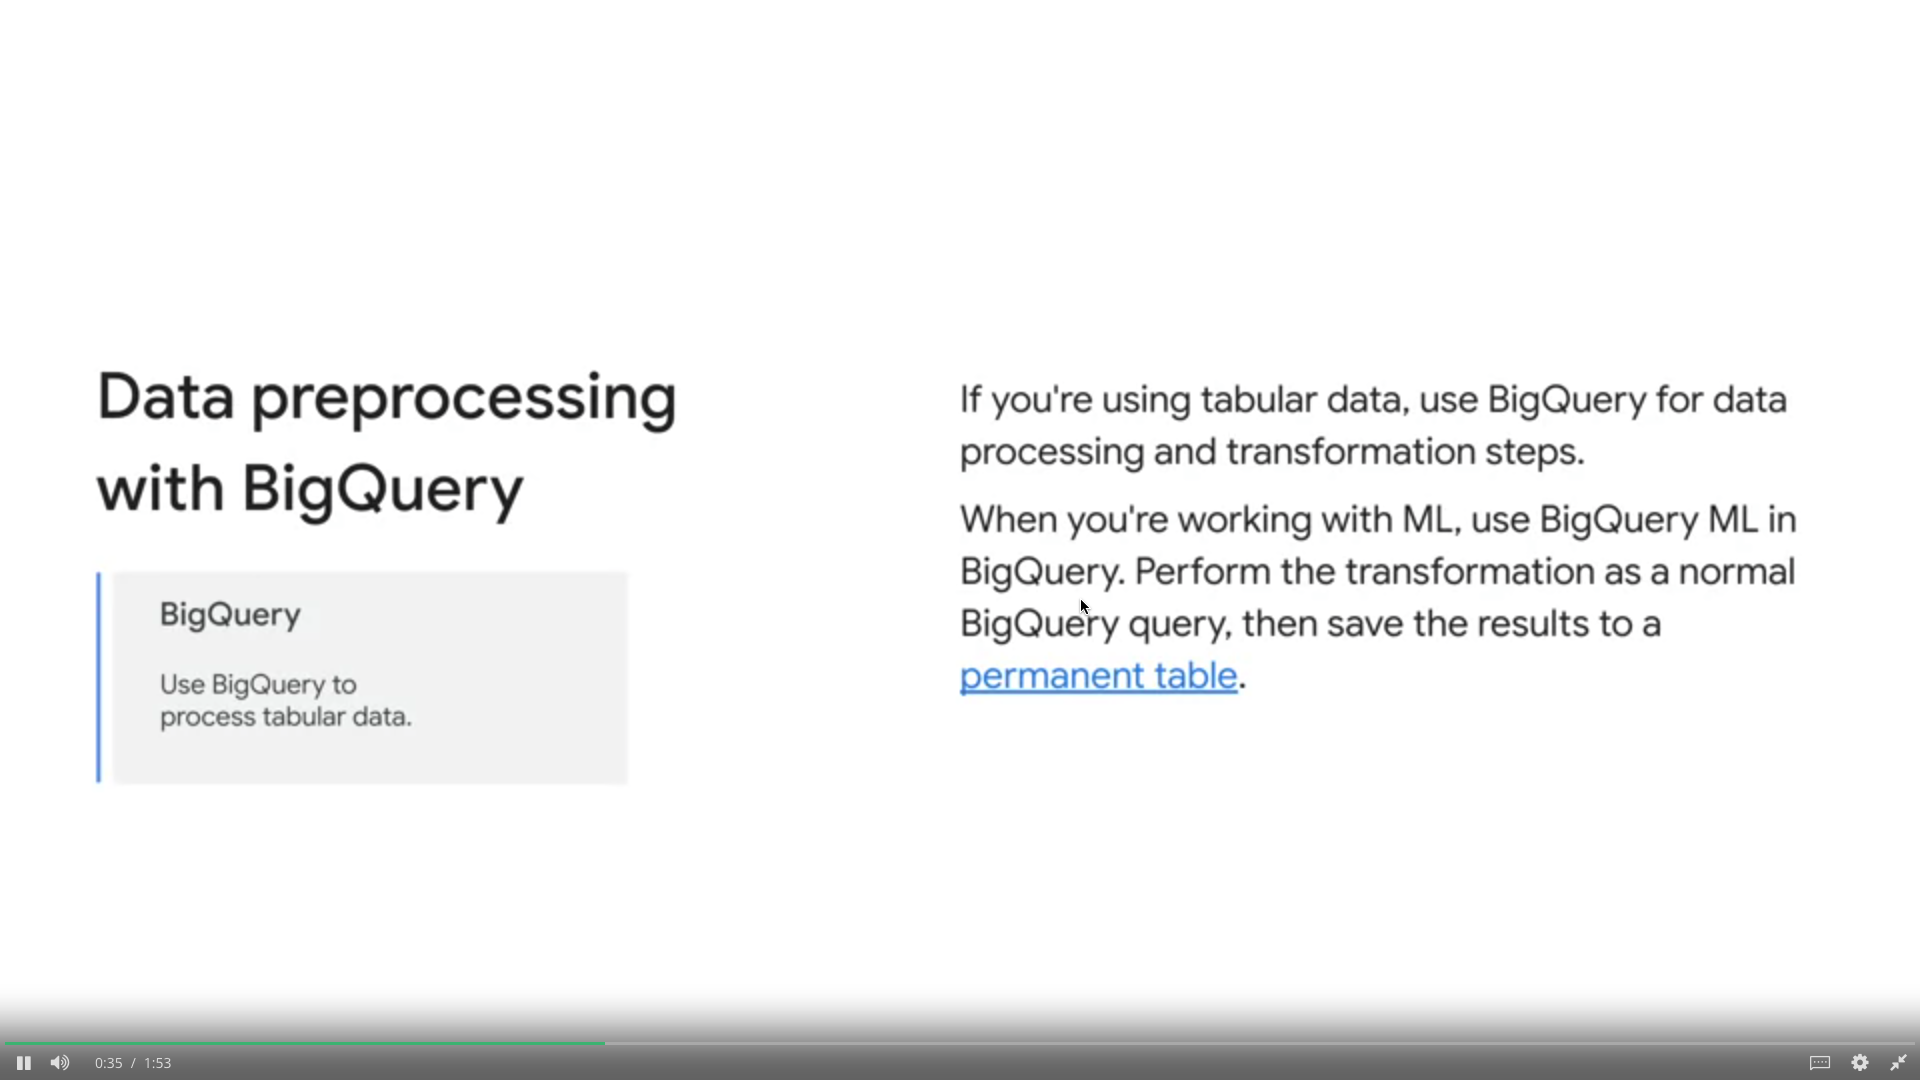 Data preprocessing
with BigQuery
BigQuery
Use BigQuery to
process tabular data.
If you're using tabular data, use BigQuery for data
processing and transformation steps.
When you're working with ML, use BigQuery ML in
BigQuery. Perform the transformation as a normal
BigQuery query, then save the results to a
permanent table.
0:35 / 1:53